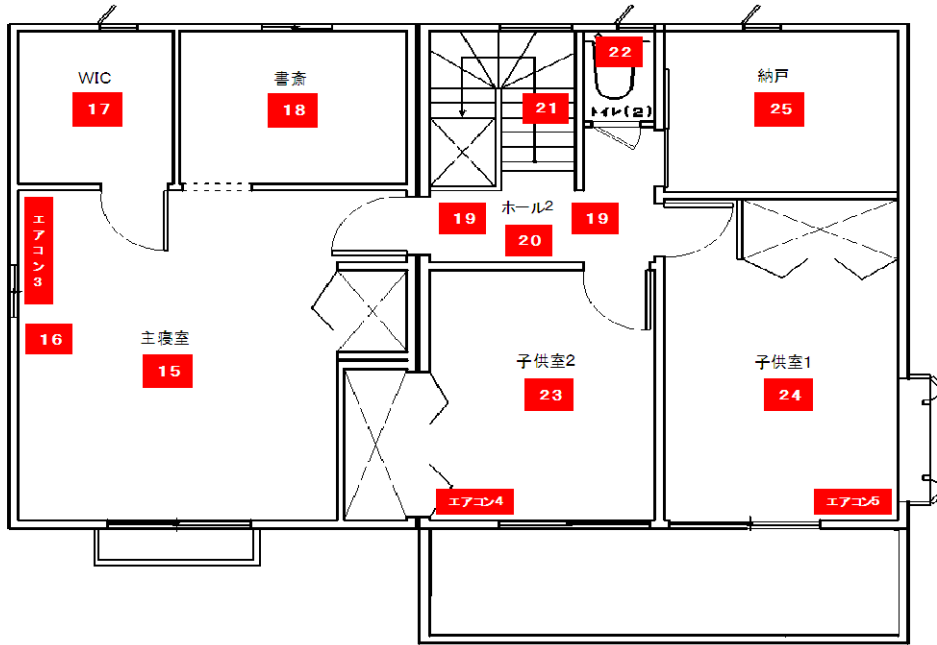 WIC
17
書斎
18
21
22
トイレ(2)
納戸
25
エアコン3
16
主寝室
15
19
ホール2
20
19
子供室2
23
子供室1
24
エアコン4
エアコン5